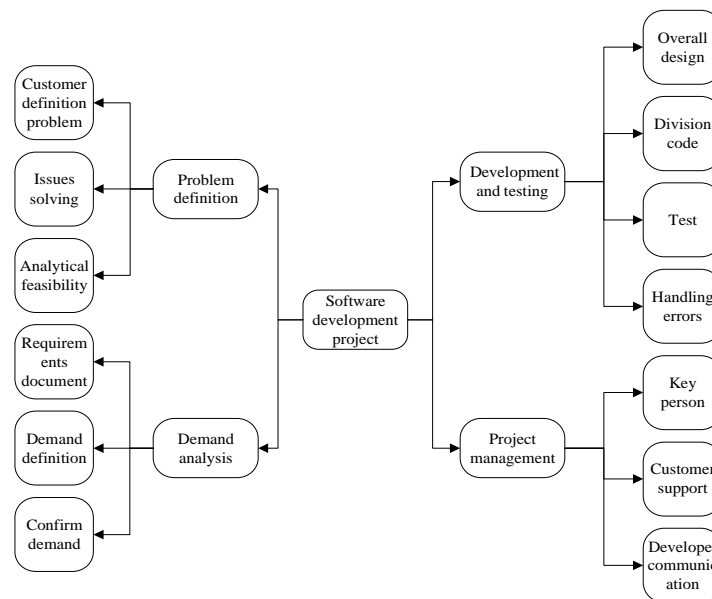 Overall
design
Customer
definition
problem
Division
code
Issues
solving
Problem
definition
Development
and testing
Test
Analytical
feasibility
Handling
errors
Software
development
project
Requirem
ents
document
Key
person
Demand
definition
Demand
analysis
Project
management
Customer
support
Confirm
demand
Develope
communic
ation